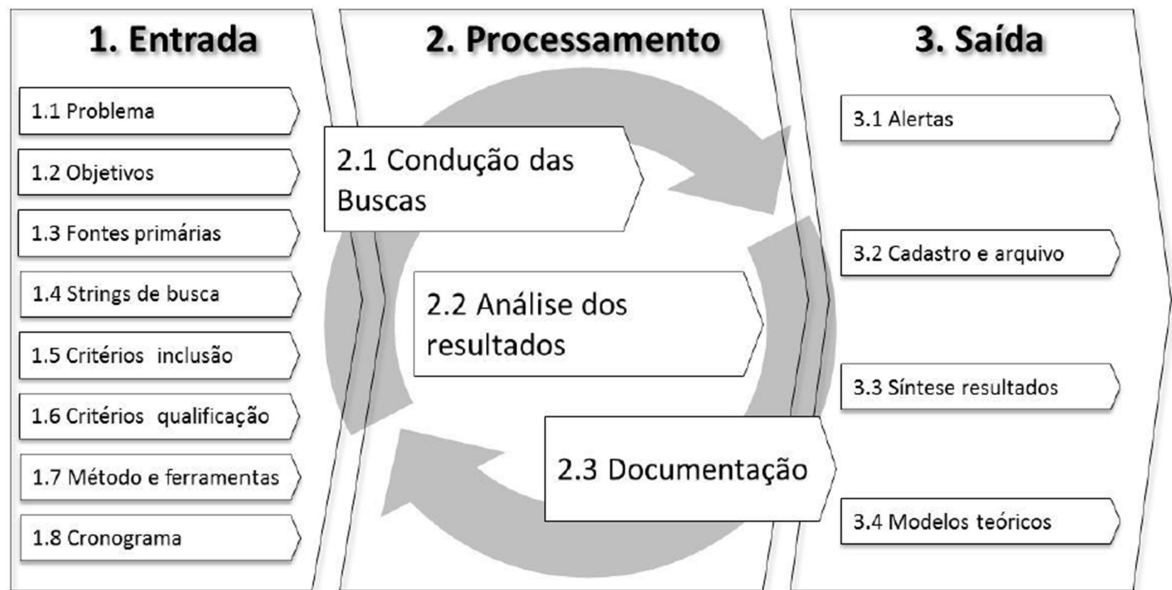 1. Entrada
1.1 Problema
1.2 Objetivos
1.3 Fontes primárias
1.4 Strings de busca
1.5 Critérios inclusão
1.6 Critérios qualificação
1.7 Método e ferramentas
1.8 Cronograma
2. Processamento
2.1 Condução das
Buscas
2.2 Análise dos
resultados
2.3 Documentação
3. Saída
3.1 Alertas
3.2 Cadastro e arquivo
3.3 Síntese resultados
3.4 Modelos teóricos